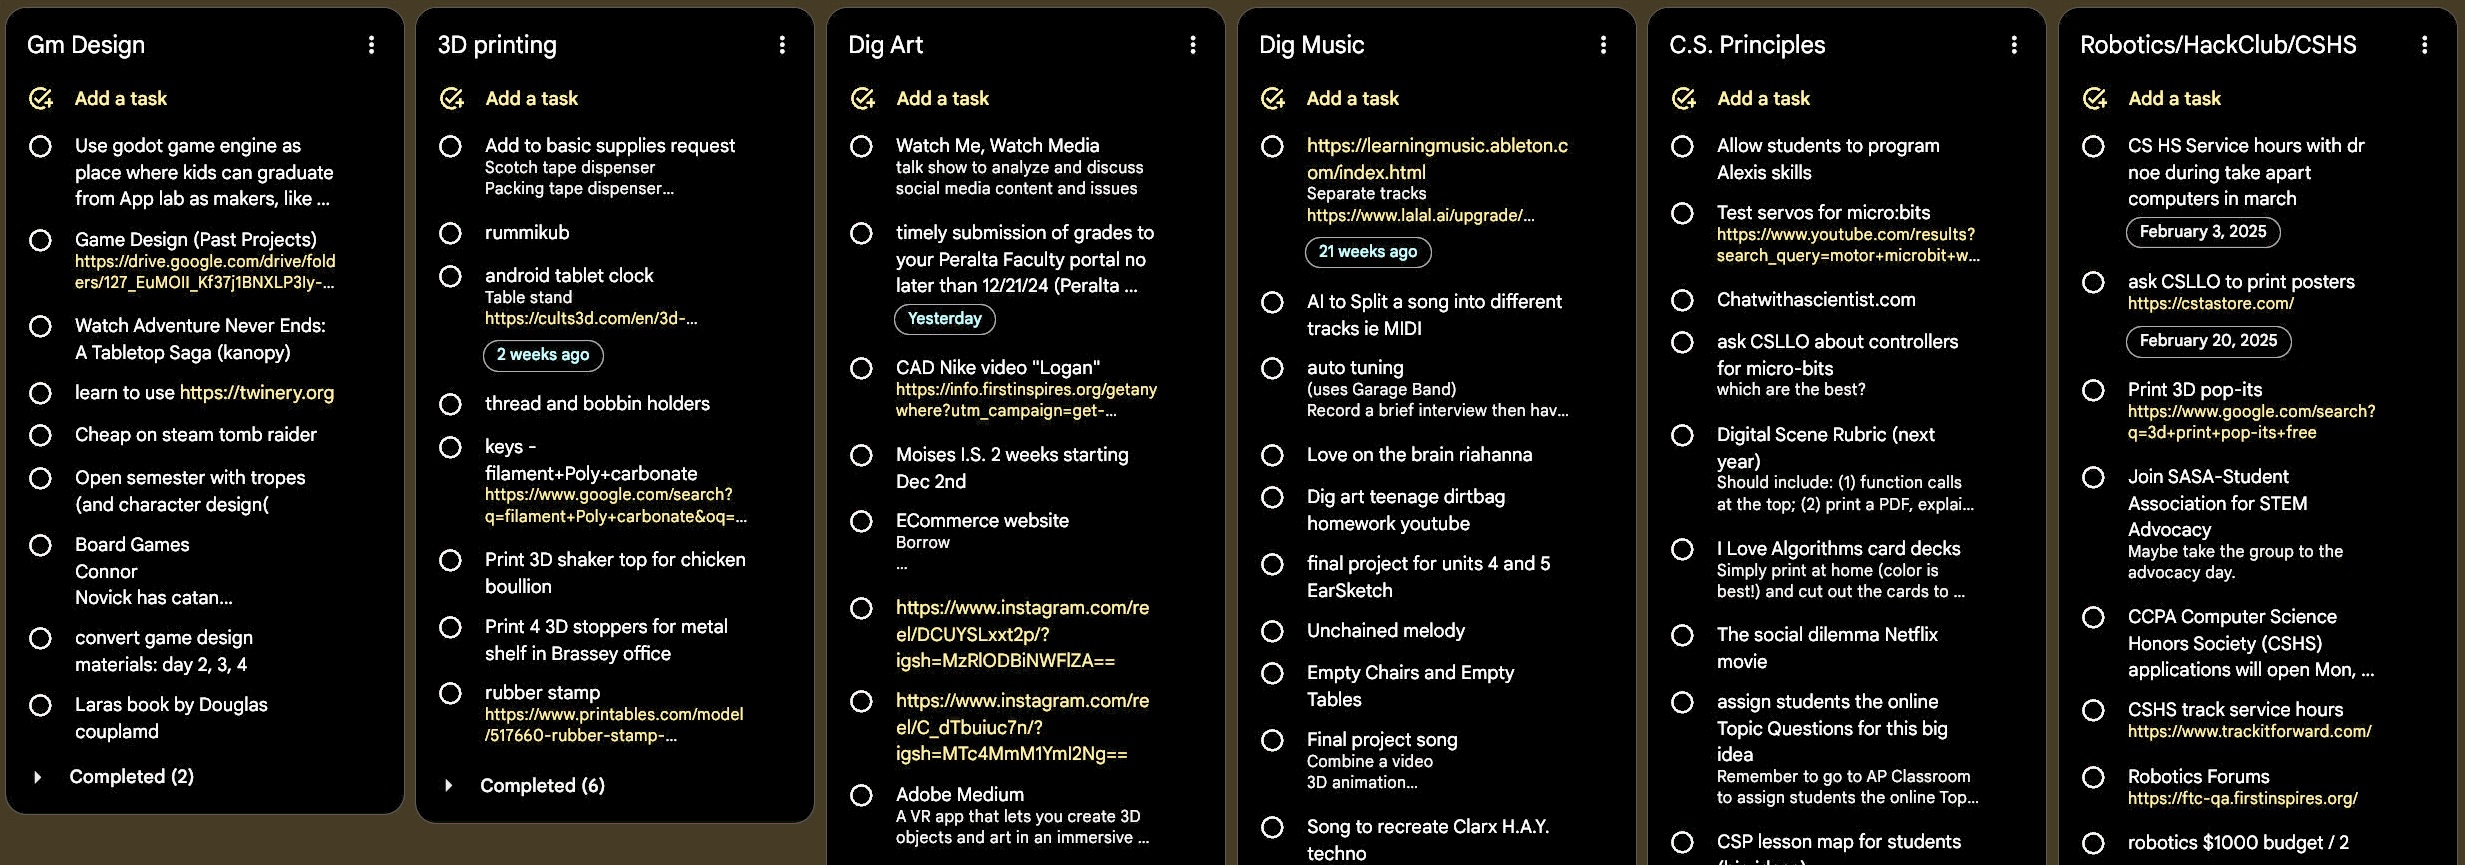 Gm Design
Add a task
Use godot game engine as
place where kids can graduate
from App lab as makers, like ...
Game Design (Past Projects)
https://drive.google.com/drive/fold
ers/127_EuMOII_Kf37j1BNXLP3Iy-...
Watch Adventure Never Ends:
A Tabletop Saga (kanopy)
learn to use https://twinery.org
Cheap on steam tomb raider
Open semester with tropes
(and character design(
Board Games
Connor
Novick has catan...
convert game design
materials: day 2, 3, 4
Laras book by Douglas
couplamd
Completed (2)
3D printing
Add a task
Add to basic supplies request
Scotch tape dispenser
Packing tape dispenser...
rummikub
android tablet clock
Table stand
https://cults3d.com/en/3d-...
2 weeks ago
thread and bobbin holders
keys -
filament+Poly+carbonate
https://www.google.com/search?
q=filament+Poly+carbonate&oq=...
Print 3D shaker top for chicken
boullion
Print 4 3D stoppers for metal
shelf in Brassey office
rubber stamp
https://www.printables.com/model
/517660-rubber-stamp-...
Completed (6)
Dig Art
Add a task
Watch Me, Watch Media
talk show to analyze and discuss
social media content and issues
timely submission of grades to
your Peralta Faculty portal no
later than 12/21/24 (Peralta ...
Yesterday
CAD Nike video "Logan"
https://info.firstinspires.org/getany
where?utm_campaign=get-...
Moises I.S. 2 weeks starting
Dec 2nd
ECommerce website
Borrow
...
https://www.instagram.com/re
el/DCUYSLxxt2p/?
igsh=MzRlODBiNWFlZA==
https://www.instagram.com/re
el/C_dTbuiuc7n/?
igsh=MTc4MmM1YmI2Ng==
Adobe Medium
A VR app that lets you create 3D
objects and art in an immersive ...
Dig Music
Add a task
https://learningmusic.ableton.c
om/index.html
Separate tracks
https://www.lalal.ai/upgrade/...
21 weeks ago
AI to Split a song into different
tracks ie MIDI
auto tuning
(uses Garage Band)
Record a brief interview then hav...
Love on the brain riahanna
Dig art teenage dirtbag
homework youtube
final project for units 4 and 5
EarSketch
Unchained melody
Empty Chairs and Empty
Tables
Final project song
Combine a video
3D animation...
Song to recreate Clarx H.A.Y.
techno
C.S. Principles
Add a task
Allow students to program
Alexis skills
Test servos for micro:bits
https://www.youtube.com/results?
search_query=motor+microbit+w...
Chatwithascientist.com
ask CSLLO about controllers
for micro-bits
which are the best?
Digital Scene Rubric (next
year)
Should include: (1) function calls
at the top; (2) print a PDF, explai...
I Love Algorithms card decks
Simply print at home (color is
best!) and cut out the cards to ...
The social dilemma Netflix
movie
assign students the online
Topic Questions for this big
idea
Remember to go to AP Classroom
to assign students the online Top...
CSP lesson map for students
Robotics/HackClub/CSHS
Add a task
CS HS Service hours with dr
noe during take apart
computers in march
February 3, 2025
ask CSLLO to print posters
https://cstastore.com/
February 20, 2025
Print 3D pop-its
https://www.google.com/search?
q=3d+print+pop-its+free
Join SASA-Student
Association for STEM
Advocacy
Maybe take the group to the
advocacy day.
CCPA Computer Science
Honors Society (CSHS)
applications will open Mon, ...
CSHS track service hours
https://www.trackitforward.com/
Robotics Forums
https://ftc-qa.firstinspires.org/
robotics $1000 budget / 2